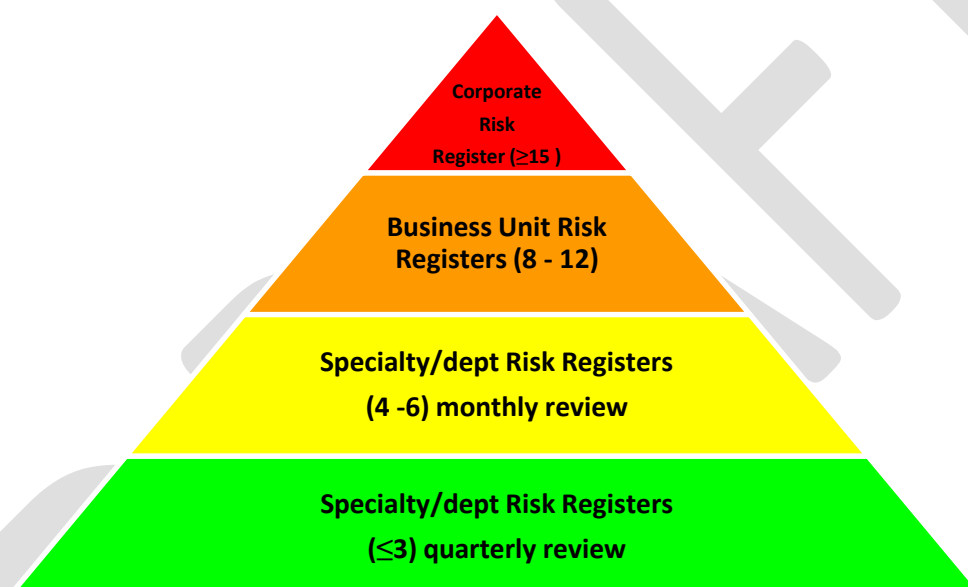 Corporate
Risk
Register (≥15 )
Business Unit Risk
Registers (8 - 12)
Specialty/dept Risk Registers
(4 -6) monthly review
Specialty/dept Risk Registers
(≤3) quarterly review